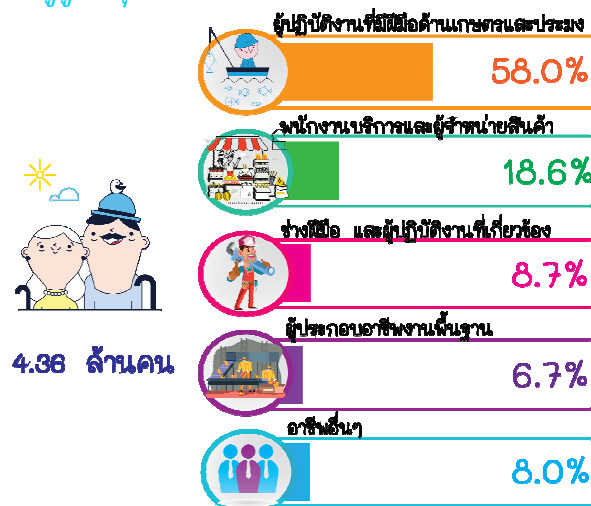 ผู้ปฏิบัติงานที่มีฝีมือด้านเกษตรและประมง
58.0%
พนักงานบริการและผู้จำหน่ายสินค้า
18.6%
ช่างฝีมือ และผู้ปฏิบัติงานที่เกี่ยวข้อง
8.7%
4.36 ล้านคน
ผู้ประกอบอาชีพงานพื้นฐาน
6.7%
อาชีพอื่นๆ
8.0%